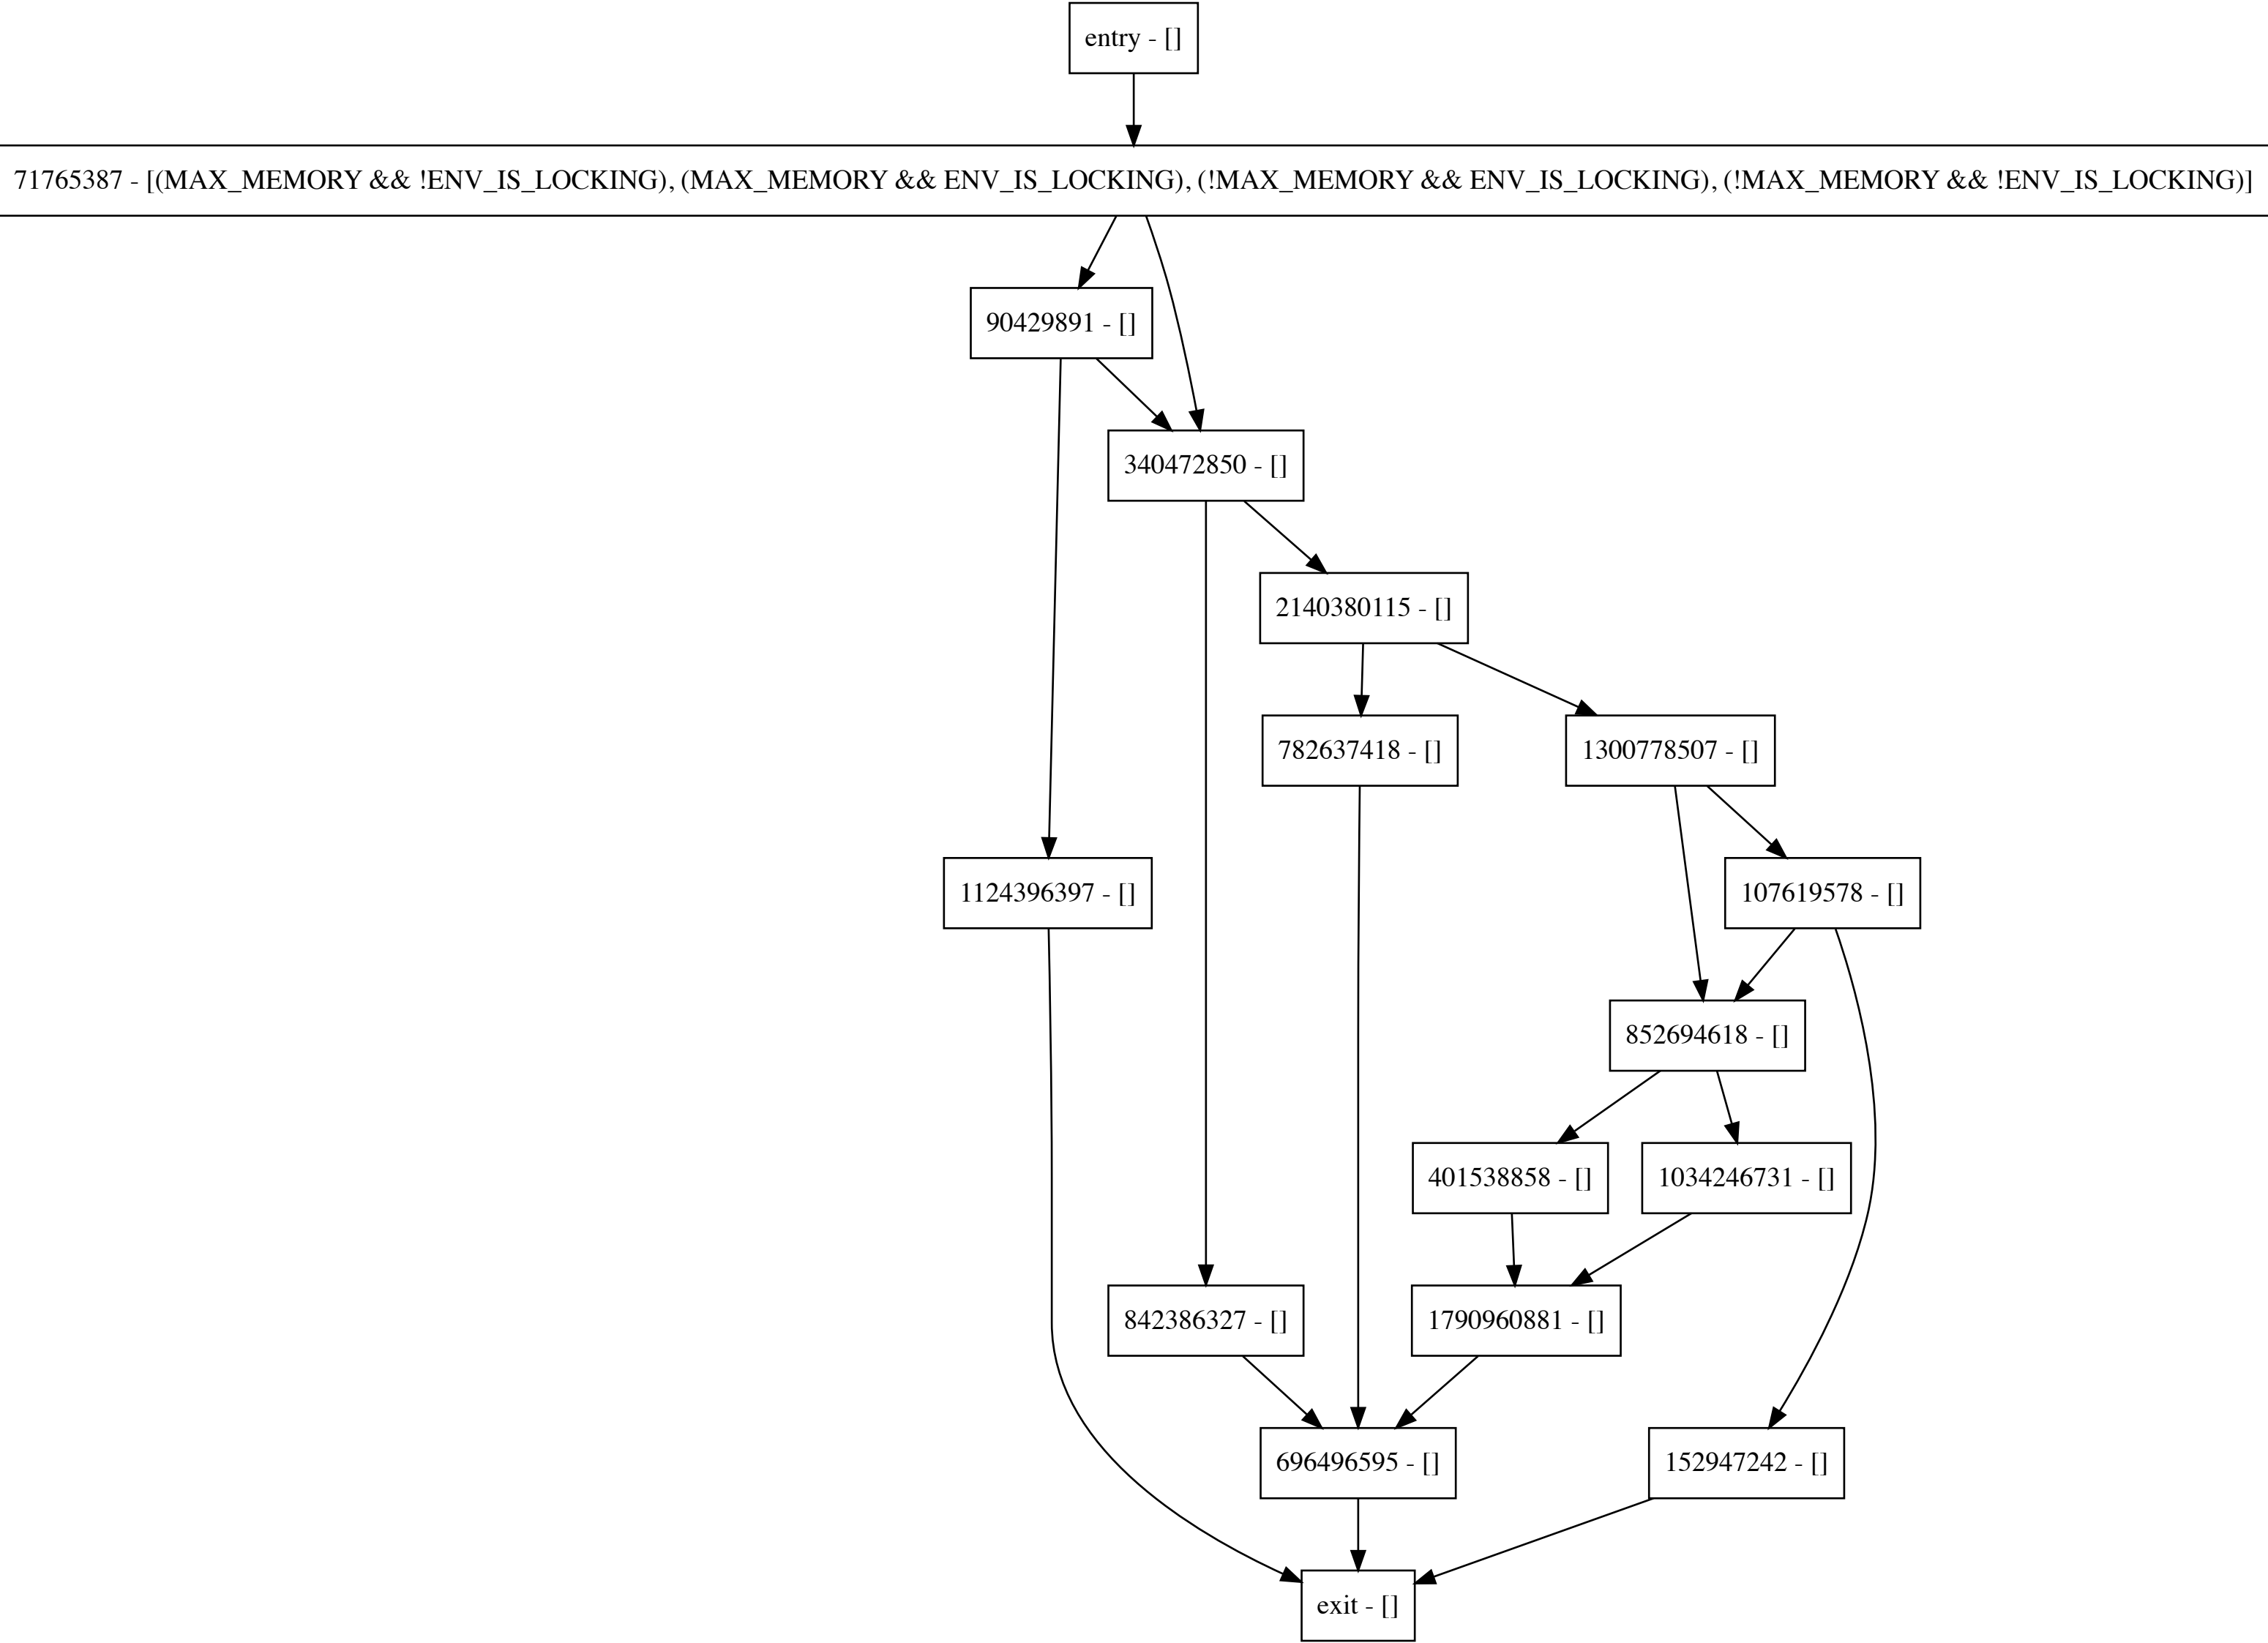 entry - []
71765387 - [(MAX_MEMORY && !ENV_IS_LOCKING), (MAX_MEMORY && ENV_IS_LOCKING), (!MAX_MEMORY && ENV_IS_LOCKING), (!MAX_MEMORY && !ENV_IS_LOCKING)]
90429891 - []
340472850 - []
2140380115 - []
782637418 - []
1300778507 - []
1124396397 - []
107619578 - []
852694618 - []
401538858 - []
1034246731 - []
842386327 - []
1790960881 - []
696496595 - []
152947242 - []
exit - []